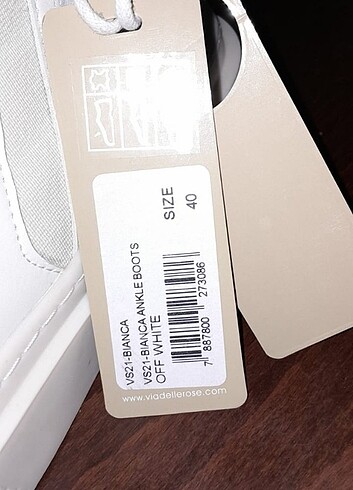 VS21-BIANCA
VS21-BIANCA ANKLE BOOTS
OFF WHITE
SIZE
40
7 887800 273086
www.viadellerose.com